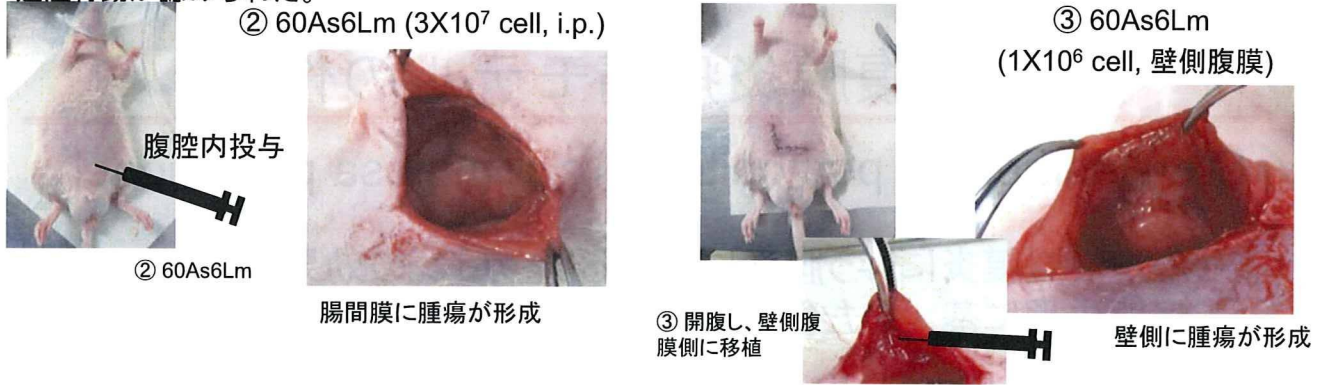 ② 60As6Lm (3X10⁷ cell, i.p.)
腹腔内投与
② 60As6Lm
腸間膜に腫瘍が形成
③ 60As6Lm
(1X10⁶ cell, 壁側腹膜)
③ 開腹し、壁側腹
膜側に移植
壁側に腫瘍が形成